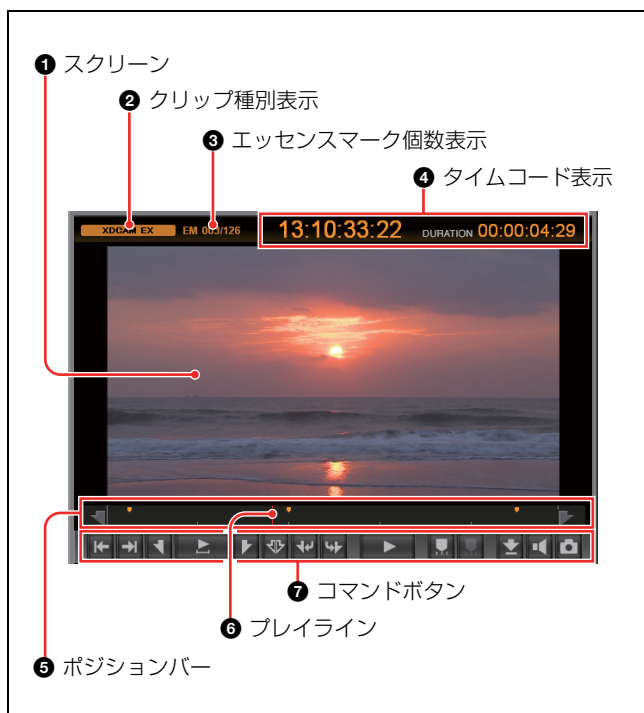 ❶ スクリーン
❷ クリップ種別表示
❸ エッセンスマーク個数表示
❹ タイムコード表示
XDCAM EX EM 003/126 13:10:33:22 DURATION 00:00:04:29
❼ コマンドボタン
❻ プレイライン
❺ ポジションバー